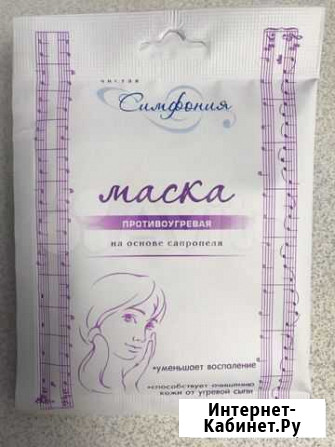 чистая
Симфония
маска
ПРОТИВОУГРЕВАЯ
на основе сапропеля
•уменьшает воспаление
•способствует очищению
кожи от угревой сыпи
Интернет-
Кабинет.Ру